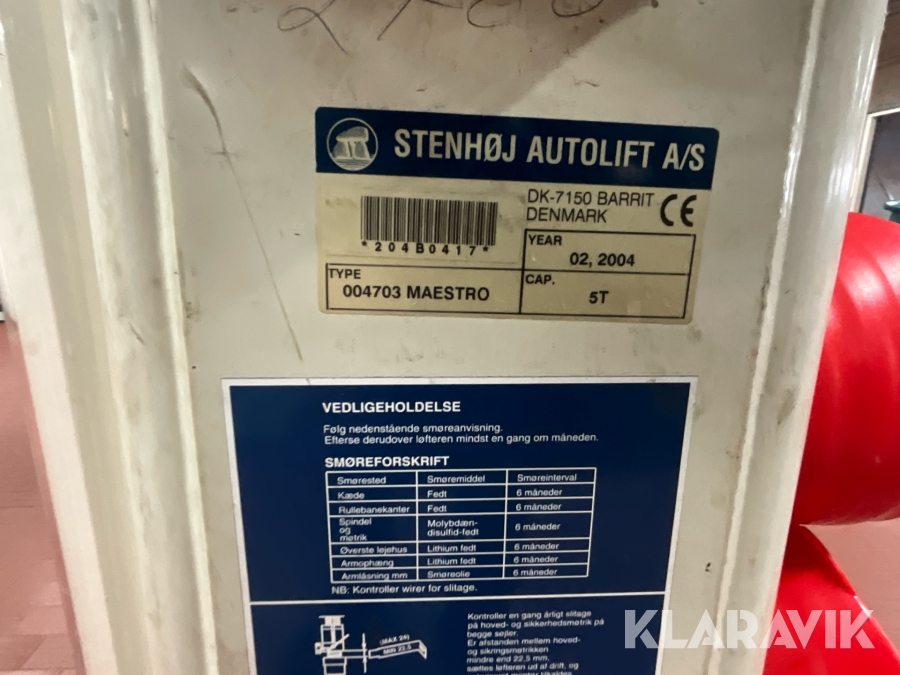 STENHØJ AUTOLIFT A/S
DK-7150 BARRIT
DENMARK
CE
*204B0417*
YEAR
02, 2004
TYPE
004703 MAESTRO
CAP.
5T
VEDLIGEHOLDELSE
Følg nedenstående smøreanvisning.
Efterse derudover løfteren mindst en gang om måneden.
SMØREFORSKRIFT
Smørested Smøremiddel Smøreinterval
Kæde Fedt 6 måneder
Rullebanekanter Fedt 6 måneder
Spindel
og
møtrik
Molybdæn-
disulfid-fedt
6 måneder
Øverste lejehus Lithium fedt 6 måneder
Armophæng Lithium fedt 6 måneder
Armlåsning mm Smøreolie 6 måneder
NB: Kontroller wirer for slitage.
(MAX 24)
MIN 22,5
Kontroller en gang årligt slitage
på hoved- og sikkerhedsmøtrik på
begge søjler.
Er afstanden mellem hoved-
og sikringsmøtrikken
mindre end 22,5 mm,
sættes løfteren ud af drift, og
KLARAVIK